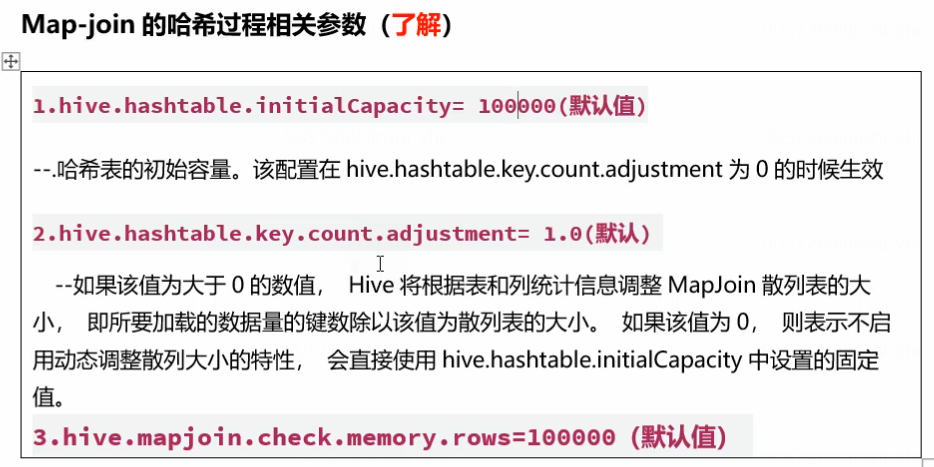 Map-join 的哈希过程相关参数（了解）
1.hive.hashtable.initialCapacity= 100000(默认值)
--.哈希表的初始容量。该配置在 hive.hashtable.key.count.adjustment 为 0 的时候生效
2.hive.hashtable.key.count.adjustment= 1.0(默认)
--如果该值为大于 0 的数值， Hive 将根据表和列统计信息调整 MapJoin 散列表的大
小， 即所要加载的数据量的键数除以该值为散列表的大小。 如果该值为 0， 则表示不启
用动态调整散列大小的特性， 会直接使用 hive.hashtable.initialCapacity 中设置的固定
值。
3.hive.mapjoin.check.memory.rows=100000（默认值）